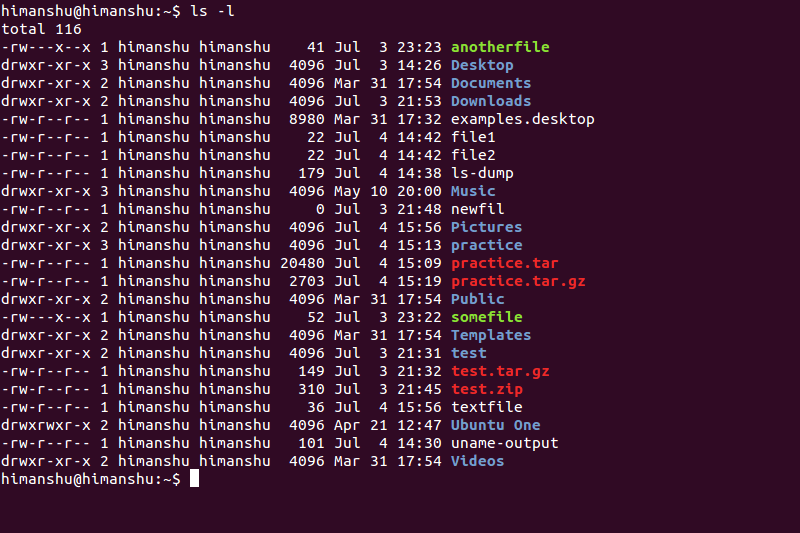 himanshu@himanshu:~$ ls -l
total 116
-rw---x--x 1 himanshu himanshu    41 Jul  3 23:23 anotherfile
drwxr-xr-x 3 himanshu himanshu  4096 Jul  3 14:26 Desktop
drwxr-xr-x 2 himanshu himanshu  4096 Mar 31 17:54 Documents
drwxr-xr-x 2 himanshu himanshu  4096 Jul  3 21:53 Downloads
-rw-r--r-- 1 himanshu himanshu  8980 Mar 31 17:32 examples.desktop
-rw-r--r-- 1 himanshu himanshu    22 Jul  4 14:42 file1
-rw-r--r-- 1 himanshu himanshu    22 Jul  4 14:42 file2
-rw-r--r-- 1 himanshu himanshu   179 Jul  4 14:38 ls-dump
drwxr-xr-x 3 himanshu himanshu  4096 May 10 20:00 Music
-rw-r--r-- 1 himanshu himanshu     0 Jul  3 21:48 newfil
drwxr-xr-x 2 himanshu himanshu  4096 Jul  4 15:56 Pictures
drwxr-xr-x 3 himanshu himanshu  4096 Jul  4 15:13 practice
-rw-r--r-- 1 himanshu himanshu 20480 Jul  4 15:09 practice.tar
-rw-r--r-- 1 himanshu himanshu  2703 Jul  4 15:19 practice.tar.gz
drwxr-xr-x 2 himanshu himanshu  4096 Mar 31 17:54 Public
-rw---x--x 1 himanshu himanshu    52 Jul  3 23:22 somefile
drwxr-xr-x 2 himanshu himanshu  4096 Mar 31 17:54 Templates
drwxr-xr-x 2 himanshu himanshu  4096 Jul  3 21:31 test
-rw-r--r-- 1 himanshu himanshu   149 Jul  3 21:32 test.tar.gz
-rw-r--r-- 1 himanshu himanshu   310 Jul  3 21:45 test.zip
-rw-r--r-- 1 himanshu himanshu    36 Jul  4 15:56 textfile
drwxrwxr-x 2 himanshu himanshu  4096 Apr 21 12:47 Ubuntu One
-rw-r--r-- 1 himanshu himanshu   101 Jul  4 14:30 uname-output
drwxr-xr-x 2 himanshu himanshu  4096 Mar 31 17:54 Videos
himanshu@himanshu:~$